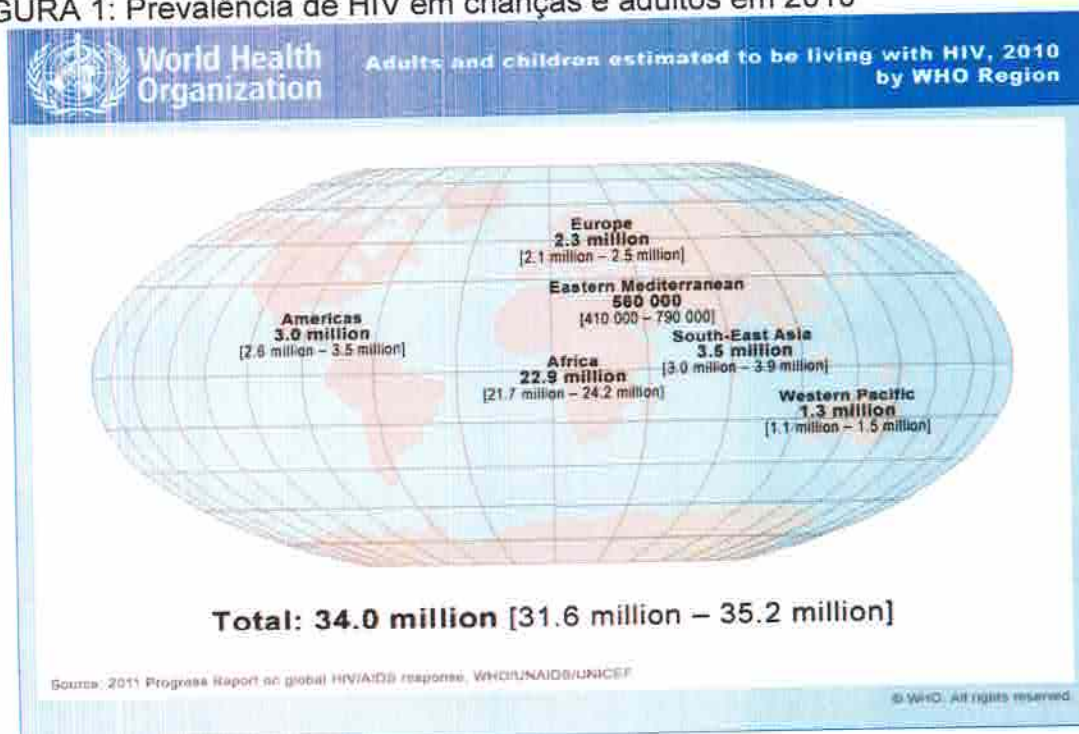 GURA 1: Prevalência de HIV em crianças e adultos em 2010
World Health
Organization
Adults and children estimated to be living with HIV, 2010
by WHO Region
Europe
2.3 million
[2.1 million – 2.5 million]
Eastern Mediterranean
560 000
[410 000 – 790 000]
Americas
3.0 million
[2.6 million – 3.5 million]
South-East Asia
3.5 million
[3.0 million – 3.9 million]
Africa
22.9 million
[21.7 million – 24.2 million]
Western Pacific
1.3 million
[1.1 million – 1.5 million]
Total: 34.0 million [31.6 million – 35.2 million]
Source: 2011 Progress Report on global HIV/AIDS response, WHO/UNAIDS/UNICEF
© WHO. All rights reserved.